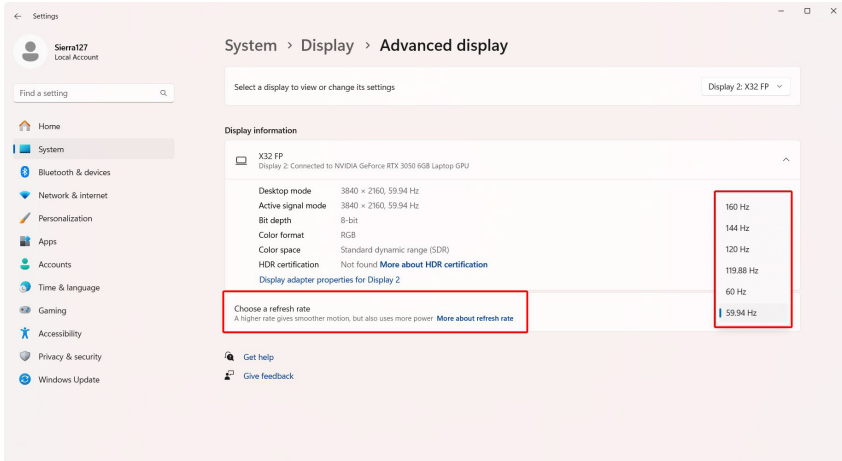 Settings
Sierra127
Local Account
Find a setting
Home
System
Bluetooth & devices
Network & internet
Personalization
Apps
Accounts
Time & language
Gaming
Accessibility
Privacy & security
Windows Update
System > Display > Advanced display
Select a display to view or change its settings
Display 2: X32 FP
Display information
X32 FP
Display 2: Connected to NVIDIA GeForce RTX 3050 6GB Laptop GPU
Desktop mode 3840 × 2160, 59.94 Hz
Active signal mode 3840 × 2160, 59.94 Hz
Bit depth 8-bit
Color format RGB
Color space Standard dynamic range (SDR)
HDR certification Not found More about HDR certification
Display adapter properties for Display 2
Choose a refresh rate
A higher rate gives smoother motion, but also uses more power More about refresh rate
160 Hz
144 Hz
120 Hz
119.88 Hz
60 Hz
59.94 Hz
Get help
Give feedback